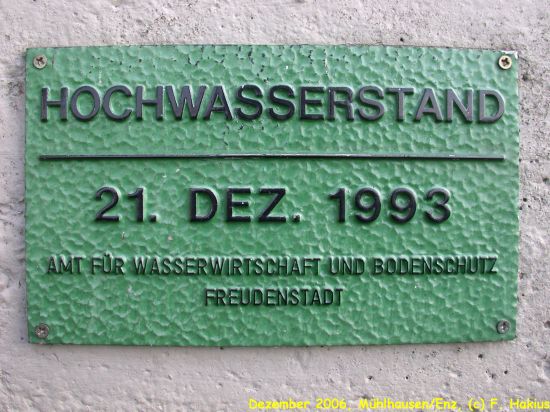 HOCHWASSERSTAND
21. DEZ. 1993
AMT FÜR WASSERWIRTSCHAFT UND BODENSCHUTZ
FREUDENSTADT
Dezember 2006, Mühlhausen/Enz, (c) F. Hakius